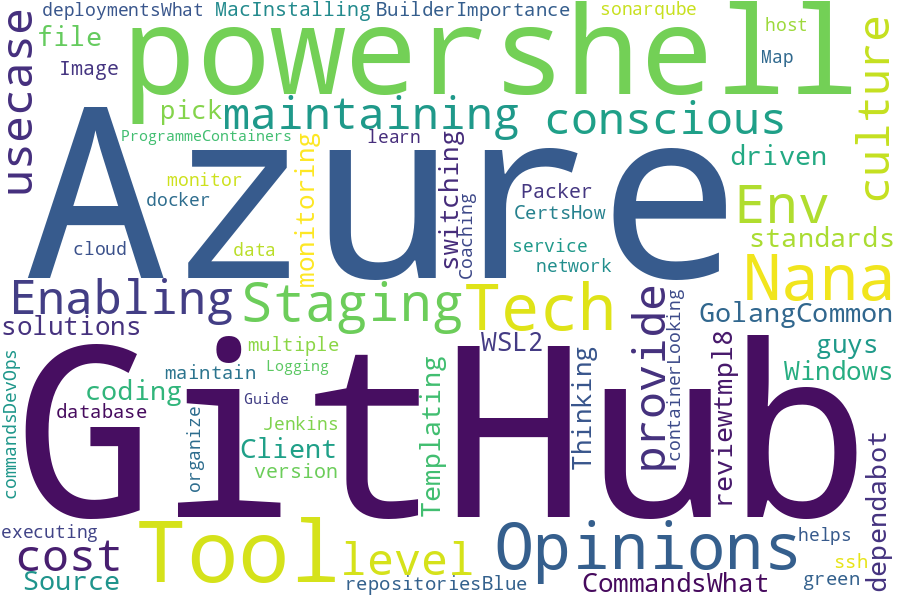 deploymentsWhat
MacInstalling
BuilderImportance
sonarqube
host
file
Image
powershell
Map
usecase
culture
pick
maintaining
conscious
ProgrammeContainers
learn
driven
monitoring
switching
Coaching
monitor
docker
Azure
Packer
CertsHow
Env
cloud
data
service
network
standards
Enabling
Staging
Tech
Nana
solutions
provide
containerLooking
GolangCommon
WSL2
multiple
guys
commandsDevOps
coding
maintain
Logging
Templating
Thinking
reviewtmpl8
Windows
database
organize
Guide
GitHub
Jenkins
Client
version
dependabot
executing
Tool
Opinions
helps
cost
level
ssh
Source
repositoriesBlue
CommandsWhat
green